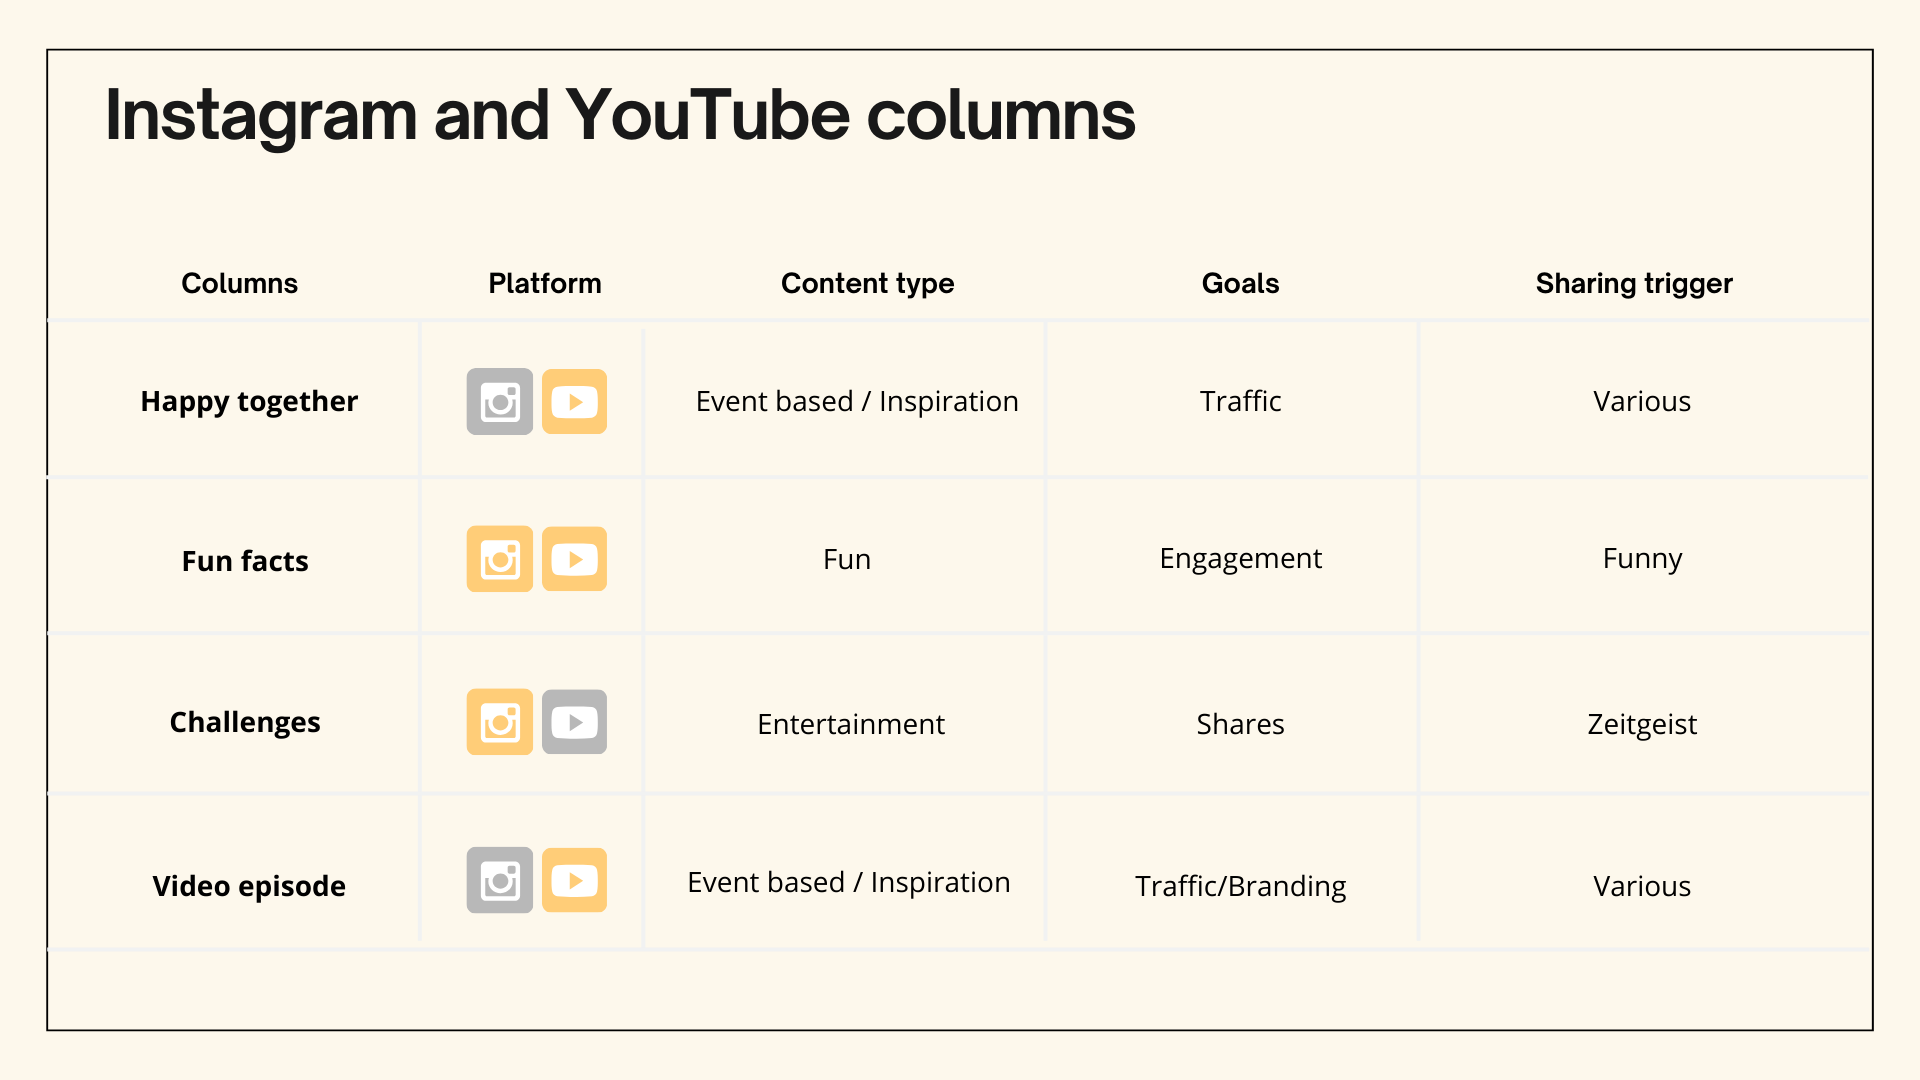 Instagram and YouTube columns
Columns Platform Content type Goals Sharing trigger
Happy together Event based / Inspiration Traffic Various
Fun facts Fun Engagement Funny
Challenges Entertainment Shares Zeitgeist
Video episode Event based / Inspiration Traffic/Branding Various